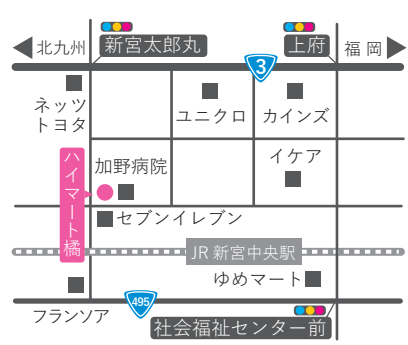 北九州
新宮太郎丸
上府
福岡
3
ネッツ
トヨタ
ユニクロ
カインズ
ハイマート橘
加野病院
イケア
セブンイレブン
JR 新宮中央駅
ゆめマート
フランソア
495
社会福祉センター前